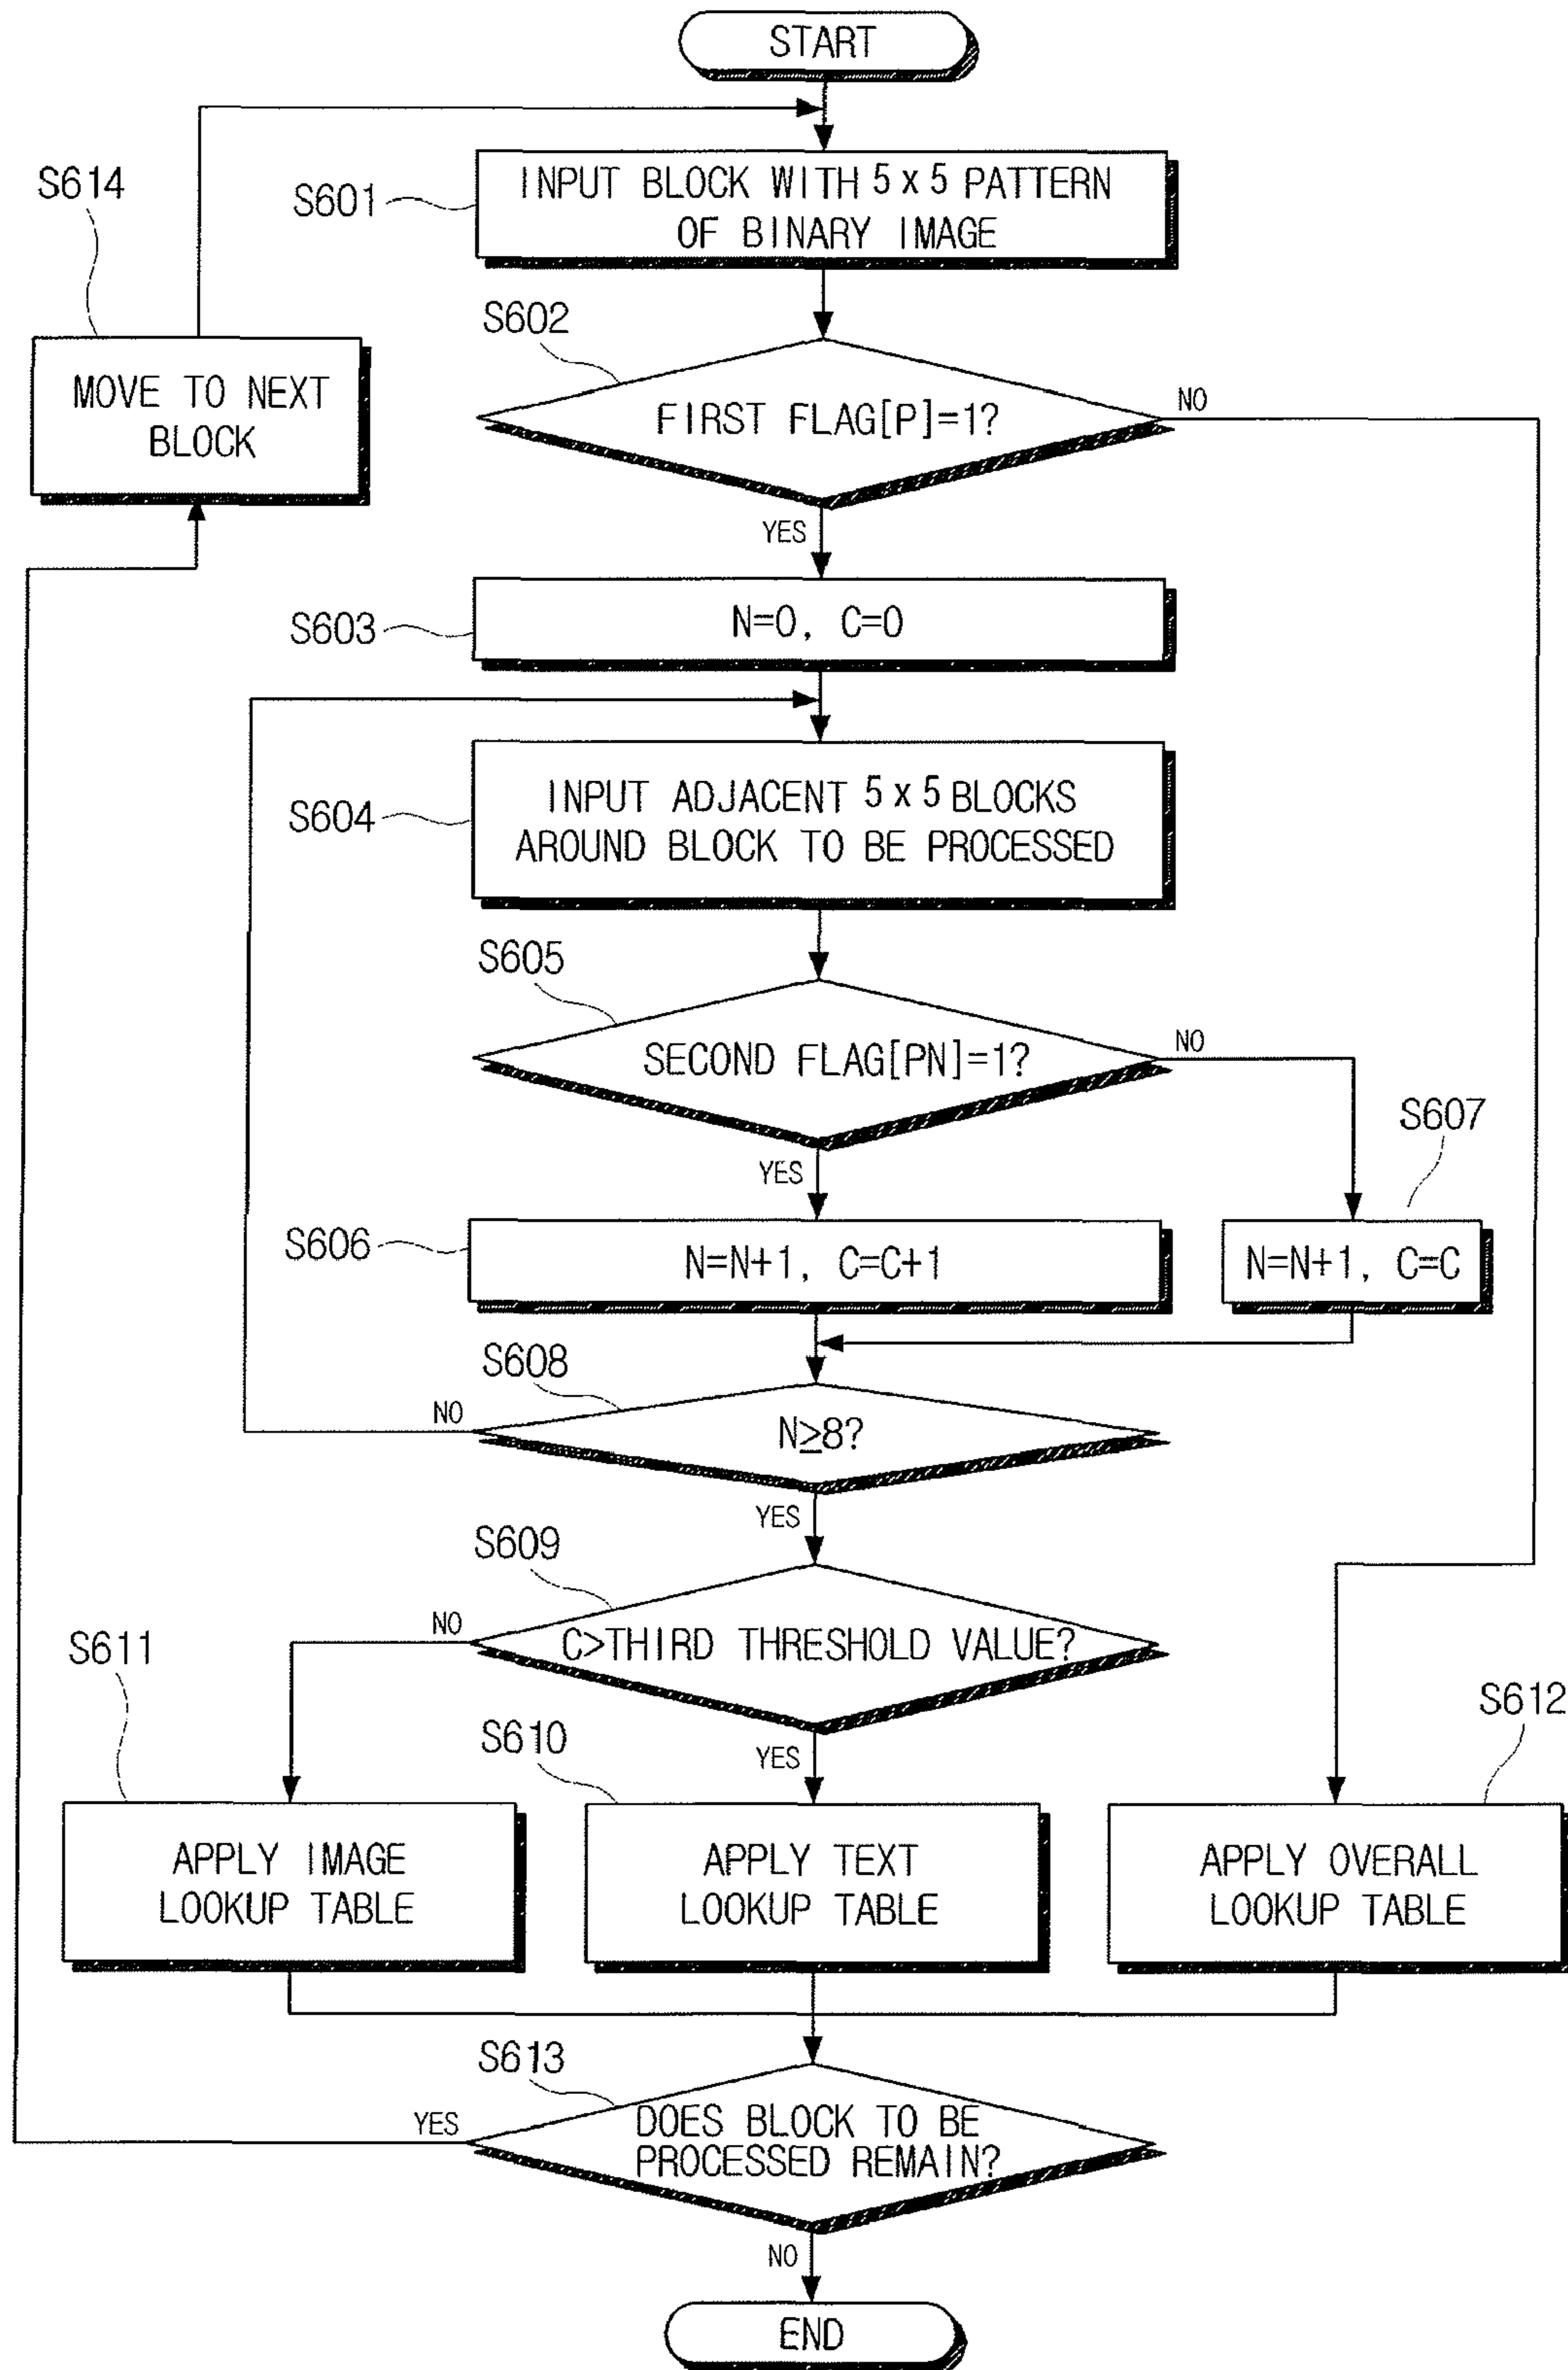 START
S614
S601
INPUT BLOCK WITH 5 x 5 PATTERN
OF BINARY IMAGE
S602
MOVE TO NEXT
BLOCK
FIRST FLAG[P]=1?
NO
YES
S603
N=0, C=0
S604
INPUT ADJACENT 5 x 5 BLOCKS
AROUND BLOCK TO BE PROCESSED
S605
SECOND FLAG[PN]=1?
NO
YES
S607
S606
N=N+1, C=C+1
N=N+1, C=C
S608
NO
N≥8?
YES
S609
NO
C>THIRD THRESHOLD VALUE?
S611
YES
S610
S612
APPLY IMAGE
LOOKUP TABLE
APPLY TEXT
LOOKUP TABLE
APPLY OVERALL
LOOKUP TABLE
S613
YES
DOES BLOCK TO BE
PROCESSED REMAIN?
NO
END